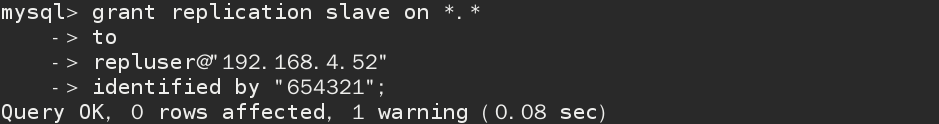 mysql> grant replication slave on *.*
    -> to
    -> repluser@"192.168.4.52"
    -> identified by "654321";
Query OK, 0 rows affected, 1 warning (0.08 sec)